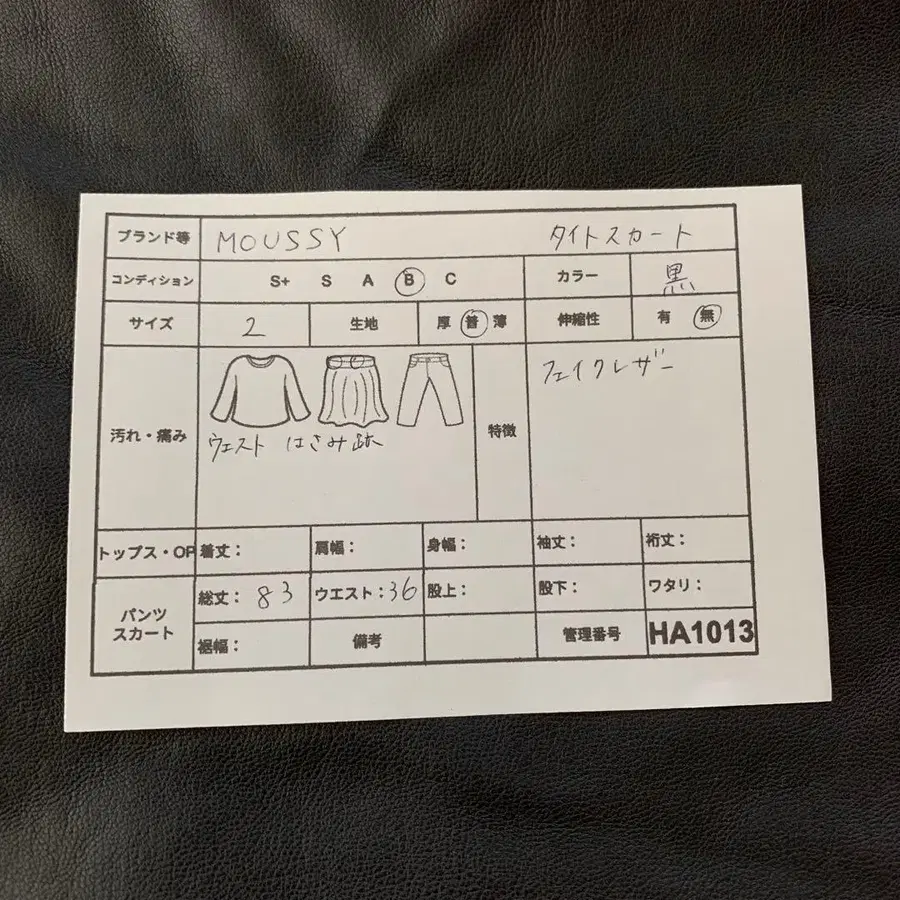 ブランド等 MOUSSY タイトスカート
コンディション S+ S A B C カラー 黒
サイズ 2 生地 厚 普 薄 伸縮性 有 無
汚れ・痛み ウエスト はさみ跡 特徴 フェイクレザー
トップス・OP 着丈: 肩幅: 身幅: 袖丈: 裄丈:
パンツ スカート 総丈: 83 ウエスト:36 股上: 股下: ワタリ:
裾幅: 備考 管理番号 HA1013